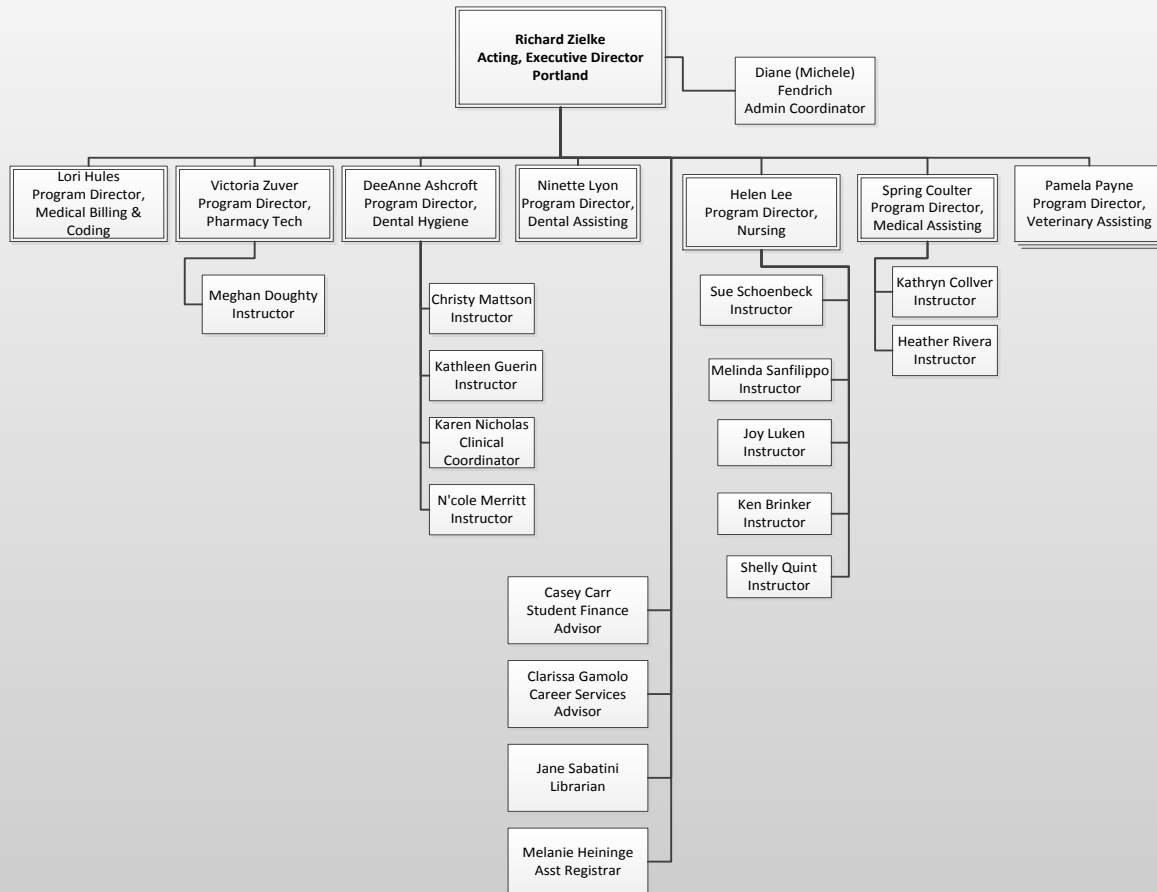 Richard Zielke
Acting, Executive Director
Portland
Diane (Michele)
Fendrich
Admin Coordinator
Lori Hules
Program Director,
Medical Billing &
Coding
Victoria Zuver
Program Director,
Pharmacy Tech
DeeAnne Ashcroft
Program Director,
Dental Hygiene
Ninette Lyon
Program Director,
Dental Assisting
Helen Lee
Program Director,
Nursing
Spring Coulter
Program Director,
Medical Assisting
Pamela Payne
Program Director,
Veterinary Assisting
Meghan Doughty
Instructor
Christy Mattson
Instructor
Kathleen Guerin
Instructor
Karen Nicholas
Clinical
Coordinator
N'cole Merritt
Instructor
Sue Schoenbeck
Instructor
Melinda Sanfilippo
Instructor
Joy Luken
Instructor
Ken Brinker
Instructor
Shelly Quint
Instructor
Kathryn Collver
Instructor
Heather Rivera
Instructor
Casey Carr
Student Finance
Advisor
Clarissa Gamolo
Career Services
Advisor
Jane Sabatini
Librarian
Melanie Heininge
Asst Registrar